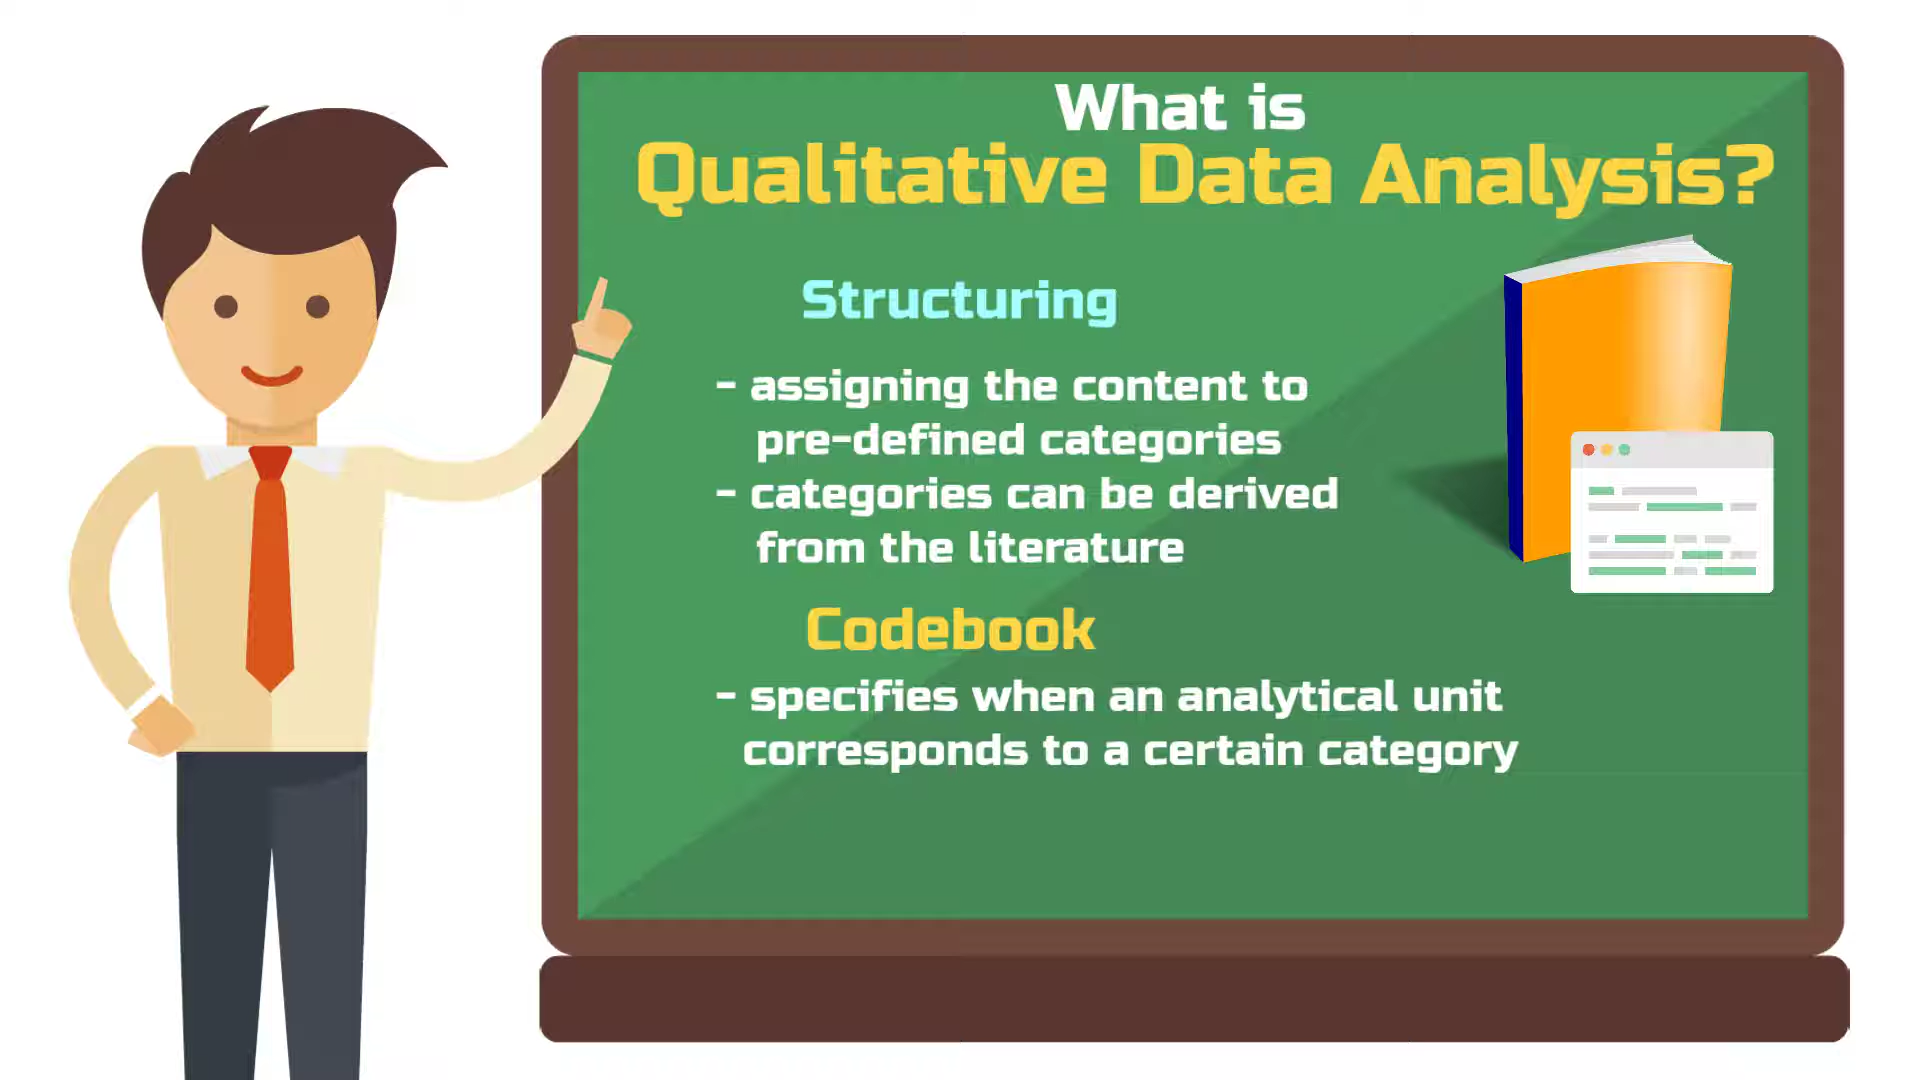 What is
Qualitative Data Analysis?
Structuring
- assigning the content to
pre-defined categories
- categories can be derived
from the literature
Codebook
- specifies when an analytical unit
corresponds to a certain category